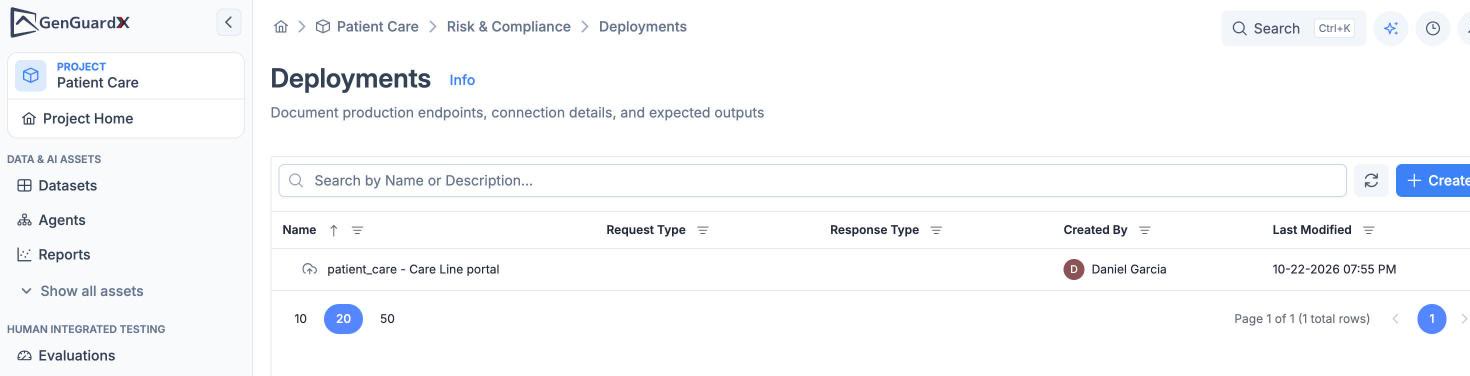 GenGuardX
PROJECT
Patient Care
Project Home
DATA & AI ASSETS
Datasets
Agents
Reports
Show all assets
HUMAN INTEGRATED TESTING
Evaluations
Patient Care Risk & Compliance Deployments
Search Ctrl+K
Deployments Info
Document production endpoints, connection details, and expected outputs
Search by Name or Description...
Create
Name Request Type Response Type Created By Last Modified
patient_care - Care Line portal D Daniel Garcia 10-22-2026 07:55 PM
10 20 50 Page 1 of 1 (1 total rows) 1